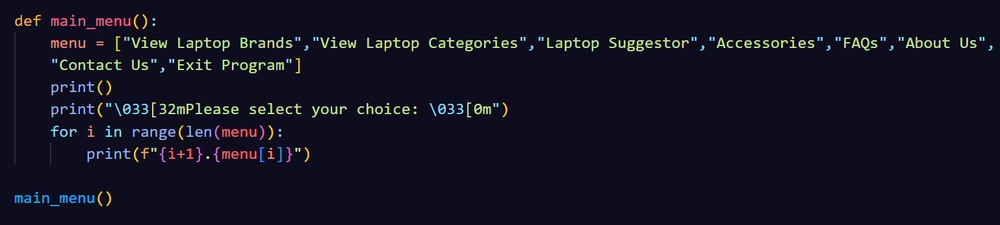 def main_menu():
    menu = ["View Laptop Brands","View Laptop Categories","Laptop Suggestor","Accessories","FAQs","About Us",
    "Contact Us","Exit Program"]
    print()
    print("\033[32mPlease select your choice: \033[0m")
    for i in range(len(menu)):
        print(f"{i+1}.{menu[i]}")

main_menu()